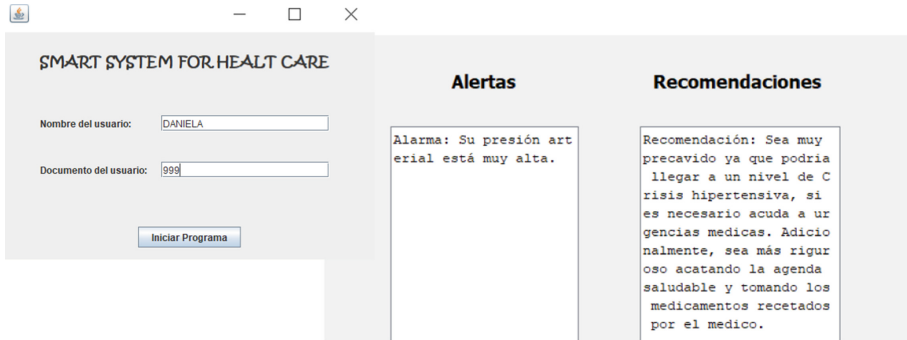 SMART SYSTEM FOR HEALT CARE
Nombre del usuario: DANIELA
Documento del usuario: 999
Iniciar Programa
Alertas
Alarma: Su presión art
erial está muy alta.
Recomendaciones
Recomendación: Sea muy
precavido ya que podria
llegar a un nivel de C
risis hipertensiva, si
es necesario acuda a ur
gencias medicas. Adicio
nalmente, sea más rigur
oso acatando la agenda
saludable y tomando los
medicamentos recetados
por el medico.